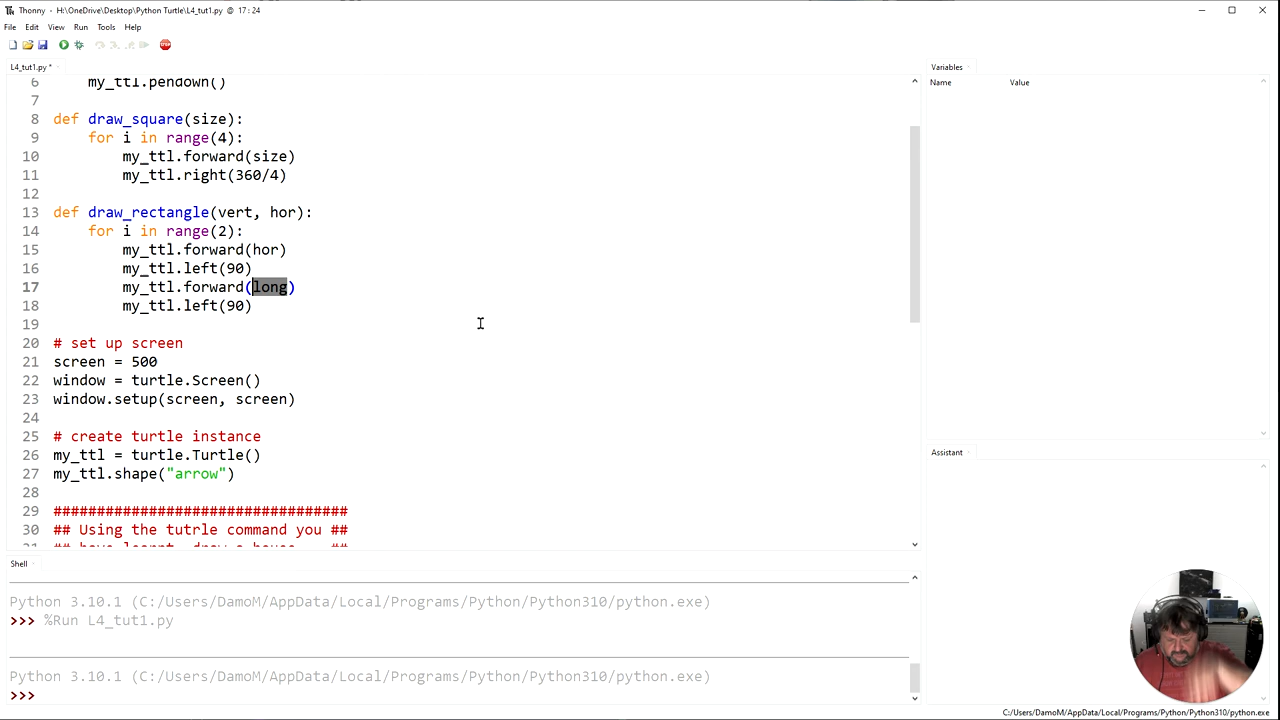 Thonny - H:\OneDrive\Desktop\Python Turtle\L4_tut1.py @ 17:24
File Edit View Run Tools Help
STOP
L4_tut1.py *
6 my_ttl.pendown()
7
8 def draw_square(size):
9 for i in range(4):
10 my_ttl.forward(size)
11 my_ttl.right(360/4)
12
13 def draw_rectangle(vert, hor):
14 for i in range(2):
15 my_ttl.forward(hor)
16 my_ttl.left(90)
17 my_ttl.forward(long)
18 my_ttl.left(90)
19
20 # set up screen
21 screen = 500
22 window = turtle.Screen()
23 window.setup(screen, screen)
24
25 # create turtle instance
26 my_ttl = turtle.Turtle()
27 my_ttl.shape("arrow")
28
29 ##################################
30 ## Using the tutrle command you ##
Variables
Name Value
Assistant
Shell
Python 3.10.1 (C:/Users/DamoM/AppData/Local/Programs/Python/Python310/python.exe)
>>> %Run L4_tut1.py
Python 3.10.1 (C:/Users/DamoM/AppData/Local/Programs/Python/Python310/python.exe)
>>>
C:/Users/DamoM/AppData/Local/Programs/Python/Python310/python.exe